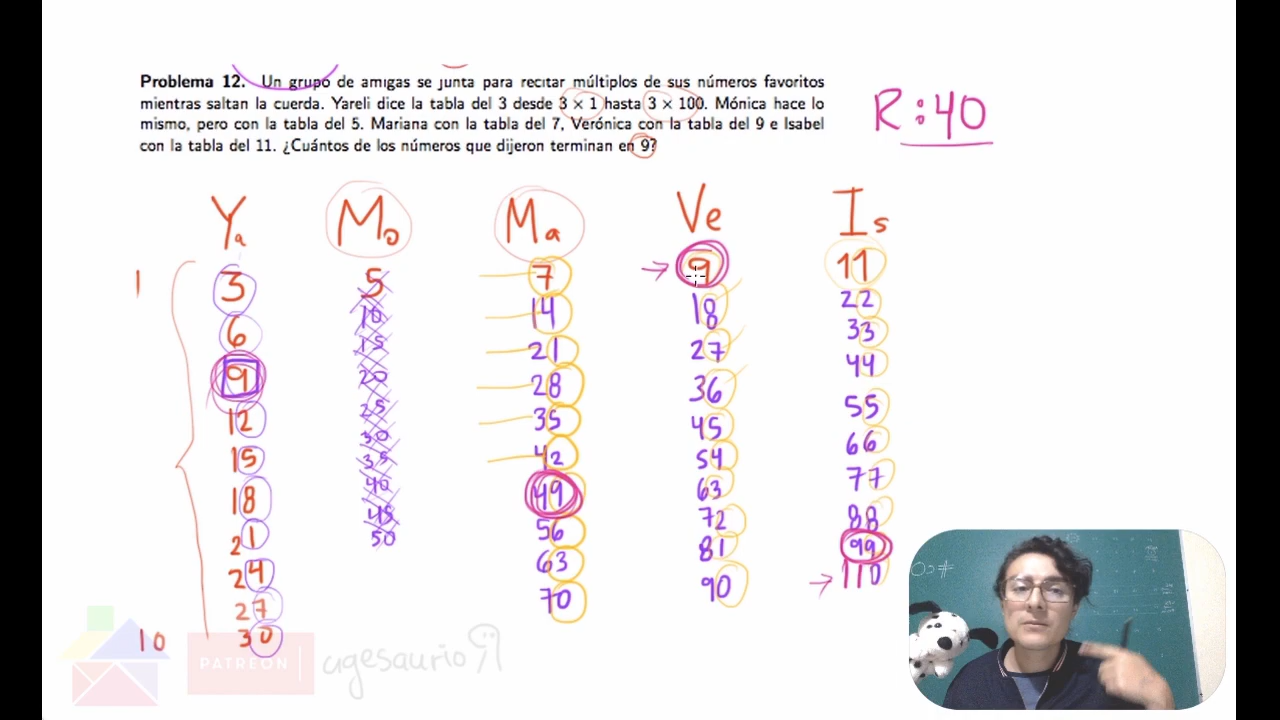 Problema 12. Un grupo de amigas se junta para recitar múltiplos de sus números favoritos
mientras saltan la cuerda. Yareli dice la tabla del 3 desde 3 × 1 hasta 3 × 100. Mónica hace lo
mismo, pero con la tabla del 5. Mariana con la tabla del 7, Verónica con la tabla del 9 e Isabel
con la tabla del 11. ¿Cuántos de los números que dijeron terminan en 9?
R:40
Ya Mo Ma Ve Is
1 3 5 7 9 11
6 10 14 18 22
9 15 21 27 33
12 20 28 36 44
15 25 35 45 55
18 30 42 54 66
21 35 49 63 77
24 40 56 72 88
27 45 63 81 99
10 30 50 70 90 110
PATREON
agesaurio